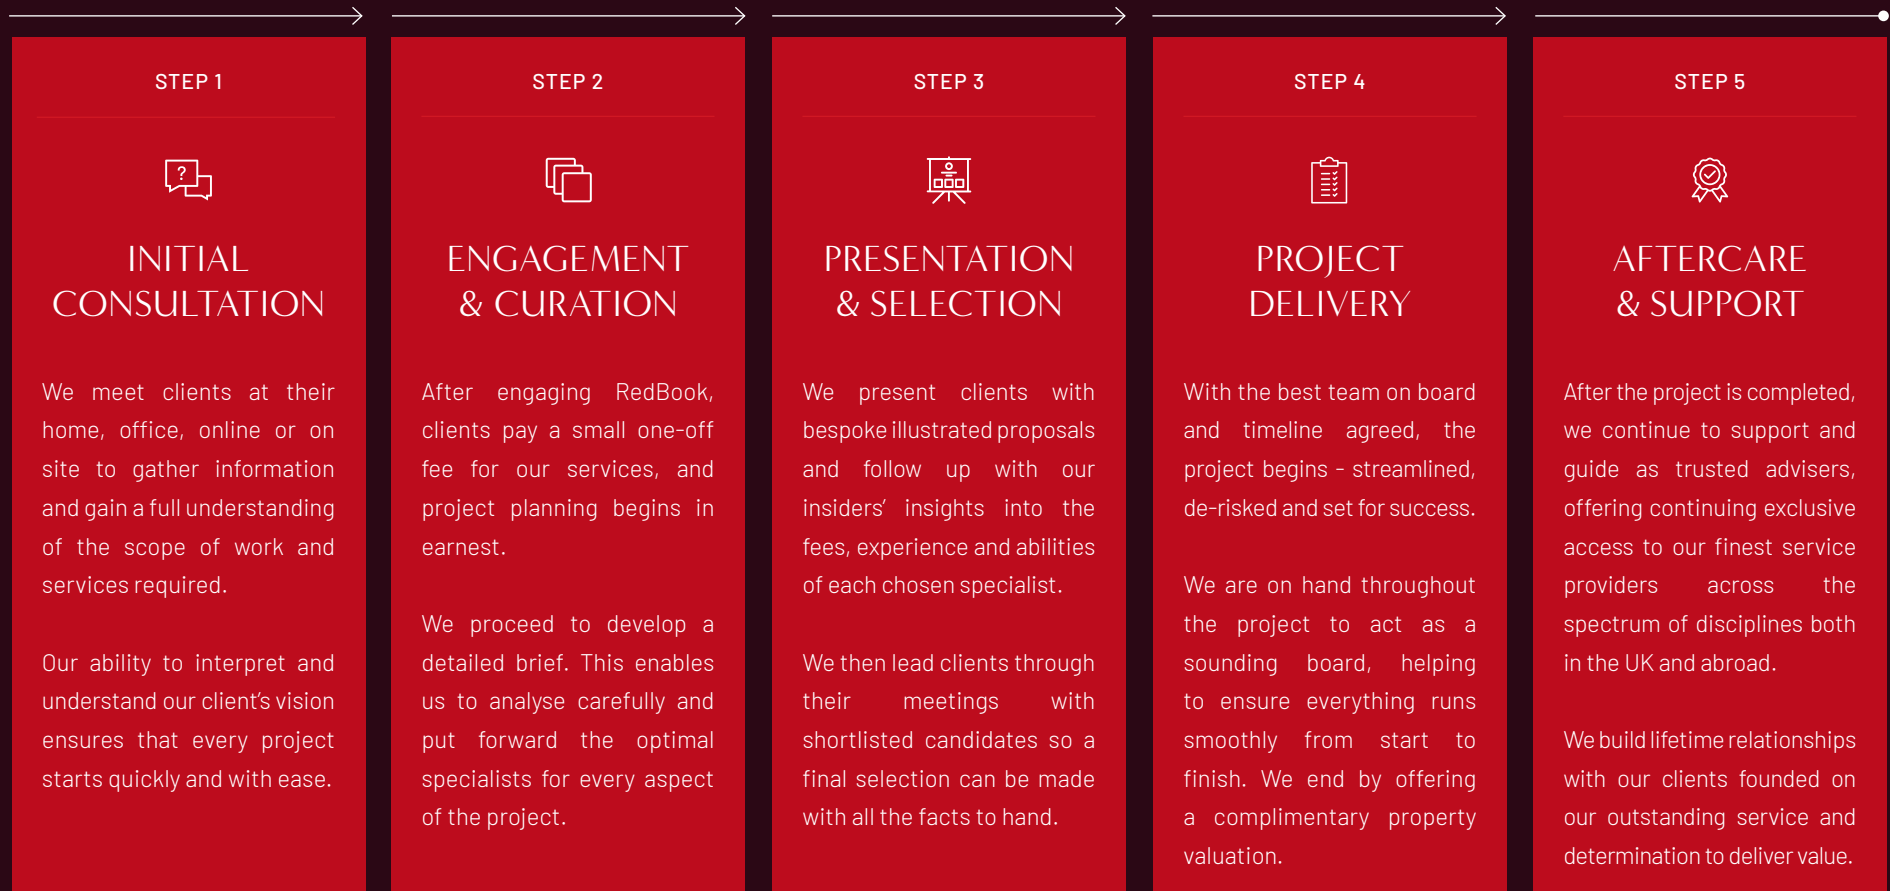 STEP 1
?
INITIAL
CONSULTATION
We meet clients at their
home, office, online or on
site to gather information
and gain a full understanding
of the scope of work and
services required.
Our ability to interpret and
understand our client's vision
ensures that every project
starts quickly and with ease.
STEP 2
ENGAGEMENT
& CURATION
After engaging RedBook,
clients pay a small one-off
fee for our services, and
project planning begins in
earnest.
We proceed to develop a
detailed brief. This enables
us to analyse carefully and
put forward the optimal
specialists for every aspect
of the project.
STEP 3
PRESENTATION
& SELECTION
We present clients with
bespoke illustrated proposals
and follow up with our
insiders' insights into the
fees, experience and abilities
of each chosen specialist.
We then lead clients through
their meetings with
shortlisted candidates so a
final selection can be made
with all the facts to hand.
STEP 4
PROJECT
DELIVERY
With the best team on board
and timeline agreed, the
project begins - streamlined,
de-risked and set for success.
We are on hand throughout
the project to act as a
sounding board, helping
to ensure everything runs
smoothly from start to
finish. We end by offering
a complimentary property
valuation.
STEP 5
AFTERCARE
& SUPPORT
After the project is completed,
we continue to support and
guide as trusted advisers,
offering continuing exclusive
access to our finest service
providers across the
spectrum of disciplines both
in the UK and abroad.
We build lifetime relationships
with our clients founded on
our outstanding service and
determination to deliver value.